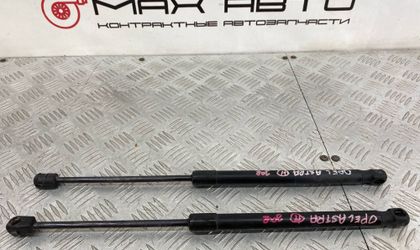 МАХ АВТО
КОНТРАКТНЫЕ АВТОЗАПЧАСТИ
OPEL ASTRA
OPEL ASTRA